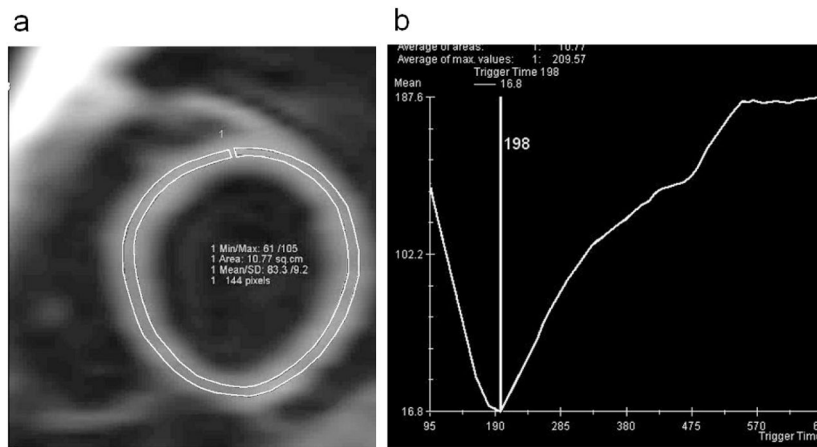 a
b
1
1 Min/Max: 61 /105
1 Area: 10.77 sq.cm
1 Mean/SD: 83.3 /9.2
1 144 pixels
Average of areas: 1: 10.77
Average of max. values: 1: 209.57
Trigger Time 198
Mean
16.8
187.6
198
102.2
16.8
95 190 285 380 475 570
Trigger Time